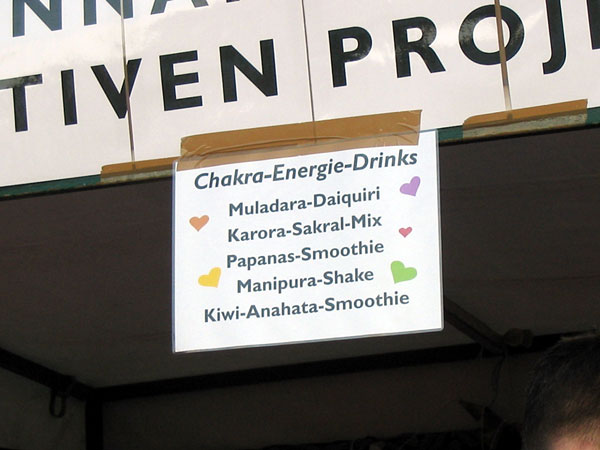 TIVEN PROJ
Chakra-Energie-Drinks
Muladara-Daiquiri
Karora-Sakral-Mix
Papanas-Smoothie
Manipura-Shake
Kiwi-Anahata-Smoothie